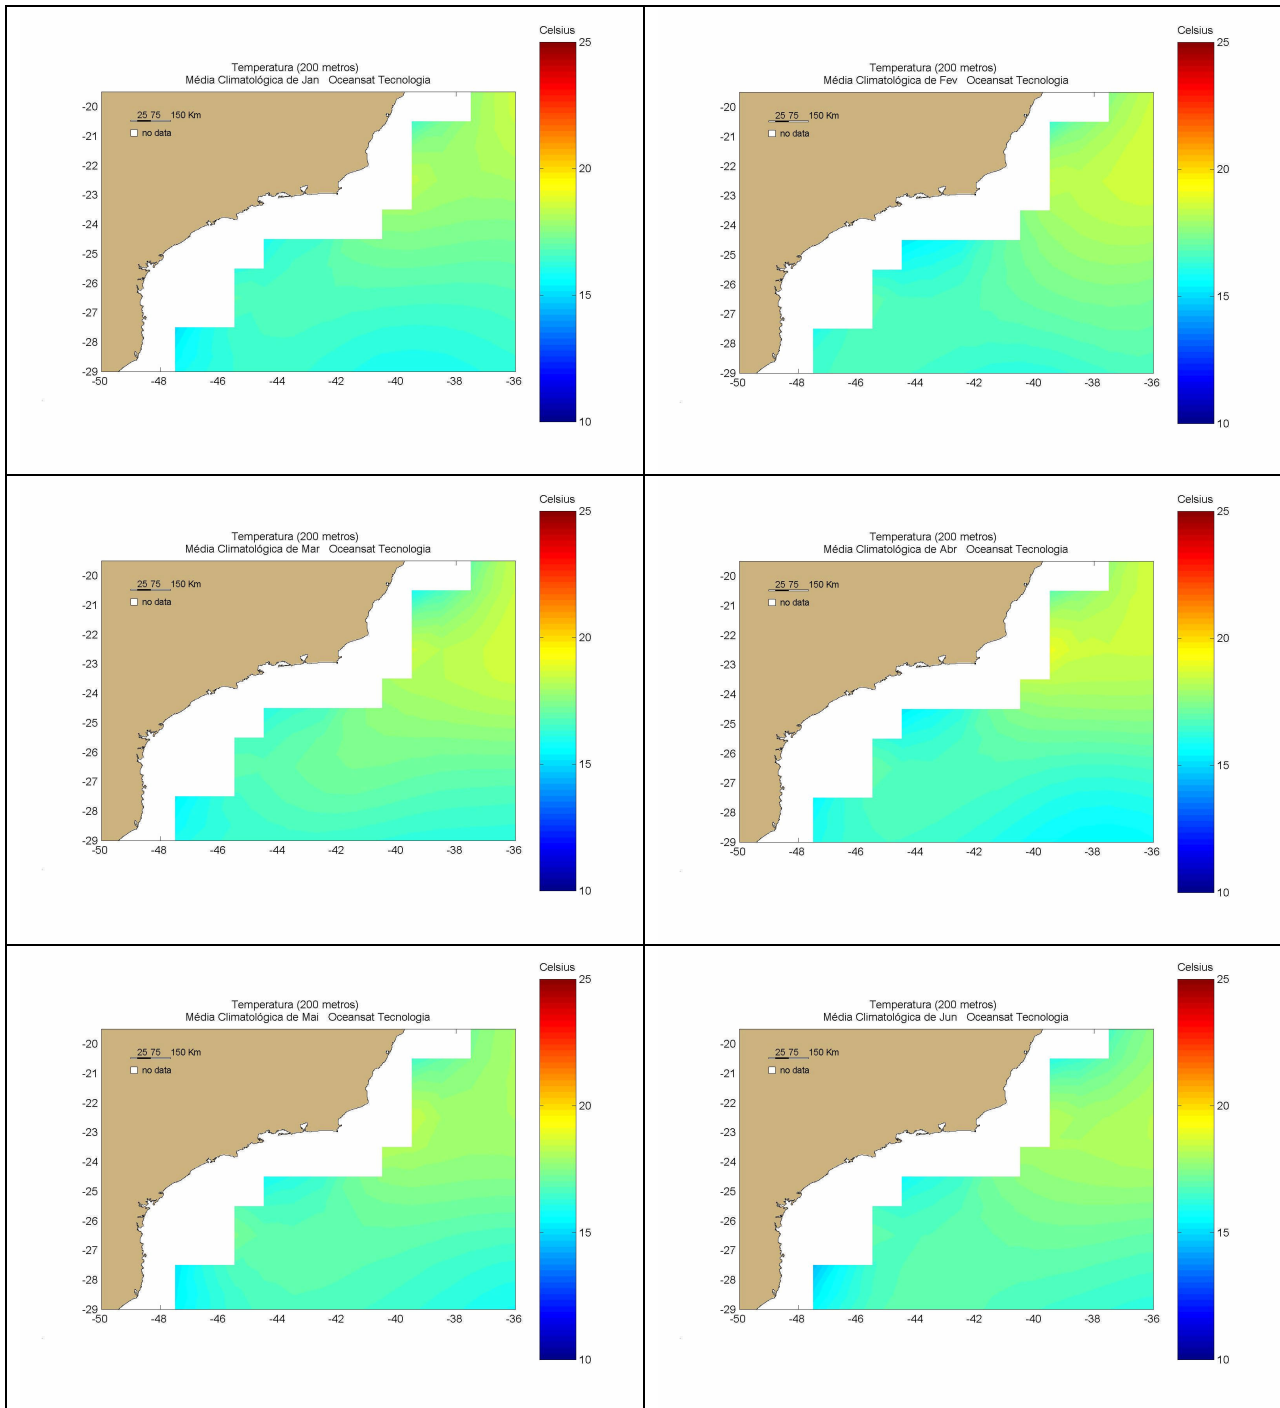 Celsius
25
20
15
10
Temperatura (200 metros)
Média Climatológica de Jan Oceansat Tecnologia
25 75 150 Km
no data
-20
-21
-22
-23
-24
-25
-26
-27
-28
-29
-50 -48 -46 -44 -42 -40 -38 -36
Celsius
25
20
15
10
Temperatura (200 metros)
Média Climatológica de Fev Oceansat Tecnologia
25 75 150 Km
no data
-20
-21
-22
-23
-24
-25
-26
-27
-28
-29
-50 -48 -46 -44 -42 -40 -38 -36
Celsius
25
20
15
10
Temperatura (200 metros)
Média Climatológica de Mar Oceansat Tecnologia
25 75 150 Km
no data
-20
-21
-22
-23
-24
-25
-26
-27
-28
-29
-50 -48 -46 -44 -42 -40 -38 -36
Celsius
25
20
15
10
Temperatura (200 metros)
Média Climatológica de Abr Oceansat Tecnologia
25 75 150 Km
no data
-20
-21
-22
-23
-24
-25
-26
-27
-28
-29
-50 -48 -46 -44 -42 -40 -38 -36
Celsius
25
20
15
10
Temperatura (200 metros)
Média Climatológica de Mai Oceansat Tecnologia
25 75 150 Km
no data
-20
-21
-22
-23
-24
-25
-26
-27
-28
-29
-50 -48 -46 -44 -42 -40 -38 -36
Celsius
25
20
15
10
Temperatura (200 metros)
Média Climatológica de Jun Oceansat Tecnologia
25 75 150 Km
no data
-20
-21
-22
-23
-24
-25
-26
-27
-28
-29
-50 -48 -46 -44 -42 -40 -38 -36